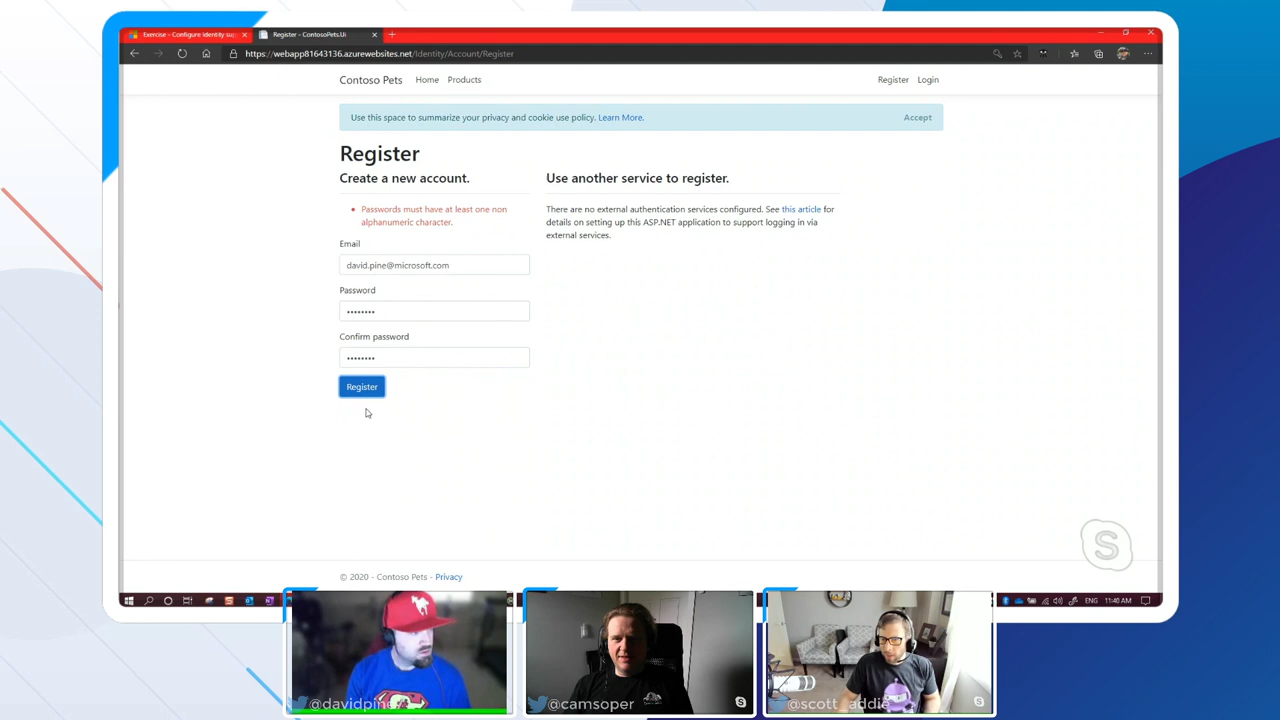 Exercise - Configure Identity sup
Register - ContosoPets.Ui
https://webapp81643136.azurewebsites.net/Identity/Account/Register
Contoso Pets
Home
Products
Register
Login
Use this space to summarize your privacy and cookie use policy. Learn More.
Accept
Register
Create a new account.
Use another service to register.
Passwords must have at least one non
alphanumeric character.
There are no external authentication services configured. See this article for
details on setting up this ASP.NET application to support logging in via
external services.
Email
david.pine@microsoft.com
Password
Confirm password
Register
© 2020 - Contoso Pets - Privacy
ENG
11:40 AM
@davidpine
@camsoper
@scott_addie